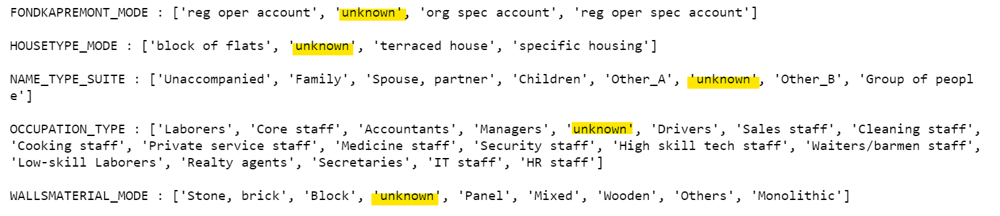 FONDKAPREMONT_MODE : ['reg oper account', 'unknown', 'org spec account', 'reg oper spec account']
HOUSETYPE_MODE : ['block of flats', 'unknown', 'terraced house', 'specific housing']
NAME_TYPE_SUITE : ['Unaccompanied', 'Family', 'Spouse, partner', 'Children', 'Other_A', 'unknown', 'Other_B', 'Group of peopl
e']
OCCUPATION_TYPE : ['Laborers', 'Core staff', 'Accountants', 'Managers', 'unknown', 'Drivers', 'Sales staff', 'Cleaning staff',
'Cooking staff', 'Private service staff', 'Medicine staff', 'Security staff', 'High skill tech staff', 'Waiters/barmen staff',
'Low-skill Laborers', 'Realty agents', 'Secretaries', 'IT staff', 'HR staff']
WALLSMATERIAL_MODE : ['Stone, brick', 'Block', 'unknown', 'Panel', 'Mixed', 'Wooden', 'Others', 'Monolithic']